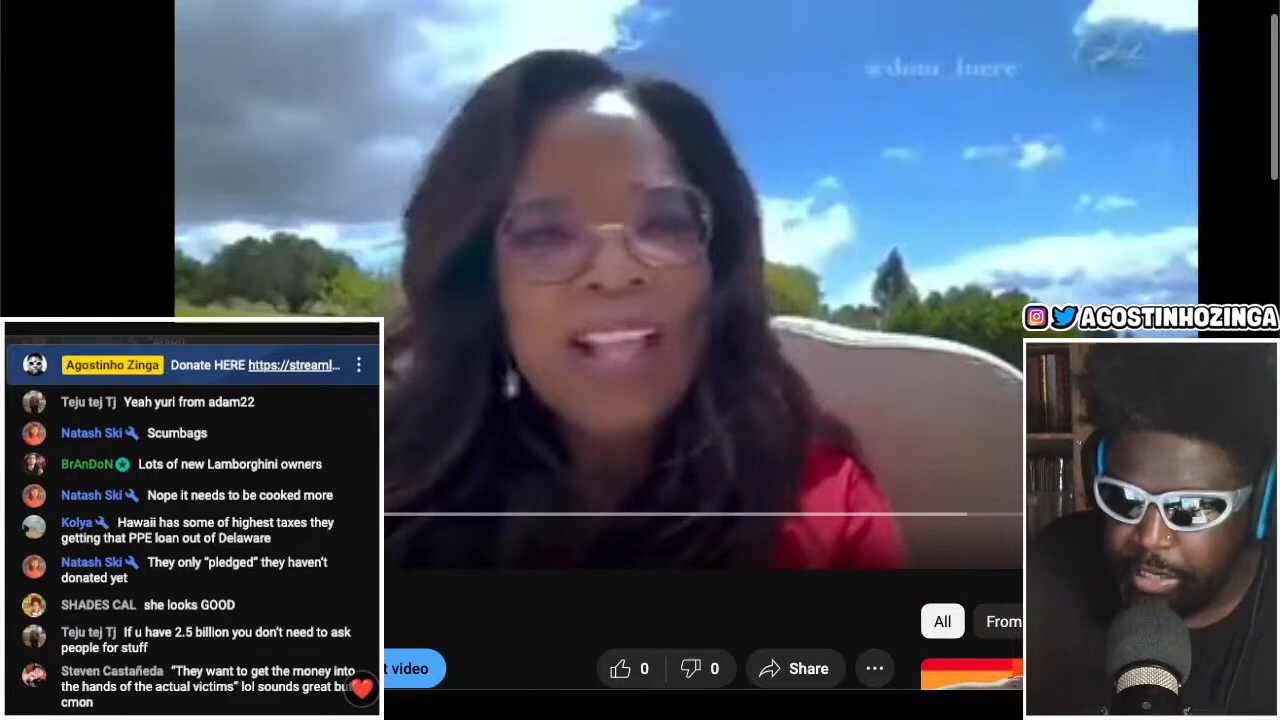 @dom_lucre
"arson
Agostinho Zinga Donate HERE https://streaml...
Teju tej Tj Yeah yuri from adam22
Natash Ski Scumbags
BrAnDoN Lots of new Lamborghini owners
Natash Ski Nope it needs to be cooked more
Kolya Hawaii has some of highest taxes they
getting that PPE loan out of Delaware
Natash Ski They only “pledged” they haven’t
donated yet
SHADES CAL she looks GOOD
Teju tej Tj If u have 2.5 billion you don’t need to ask
people for stuff
Steven Castañeda “They want to get the money into
the hands of the actual victims” lol sounds great but
cmon
AGOSTINHOZINGA
All
From
t video
0
0
Share